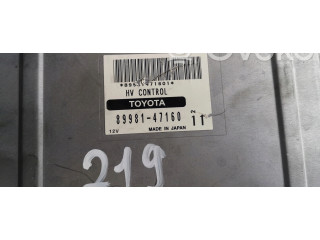 HV CONTROL
TOYOTA
89981-47160
11
12V MADE IN JAPAN
219